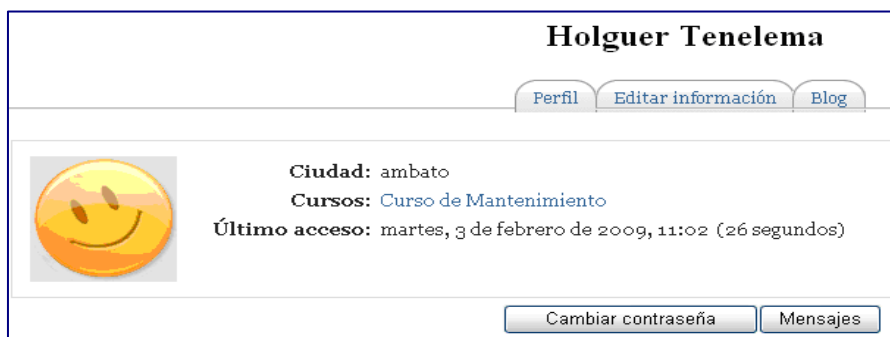 Holguer Tenelema
Perfil Editar información Blog
Ciudad: ambato
Cursos: Curso de Mantenimiento
Último acceso: martes, 3 de febrero de 2009, 11:02 (26 segundos)
Cambiar contraseña Mensajes